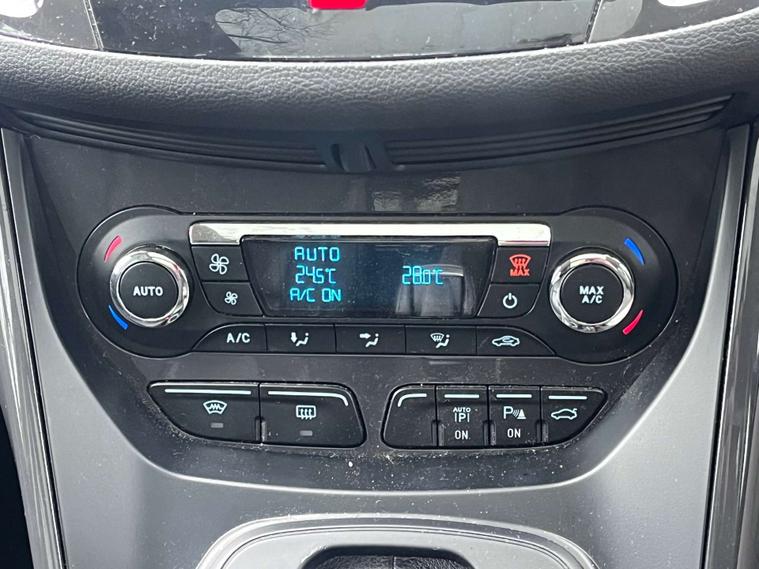 AUTO
24.5°C 28.0°C
A/C ON
MAX
AUTO
MAX
A/C
A/C
AUTO
P
ON
P
ON